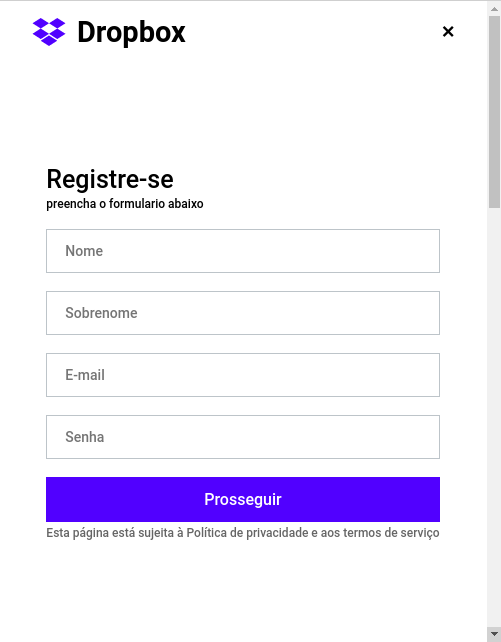 Dropbox
×
Registre-se
preencha o formulario abaixo
Nome
Sobrenome
E-mail
Senha
Prosseguir
Esta página está sujeita à Política de privacidade e aos termos de serviço